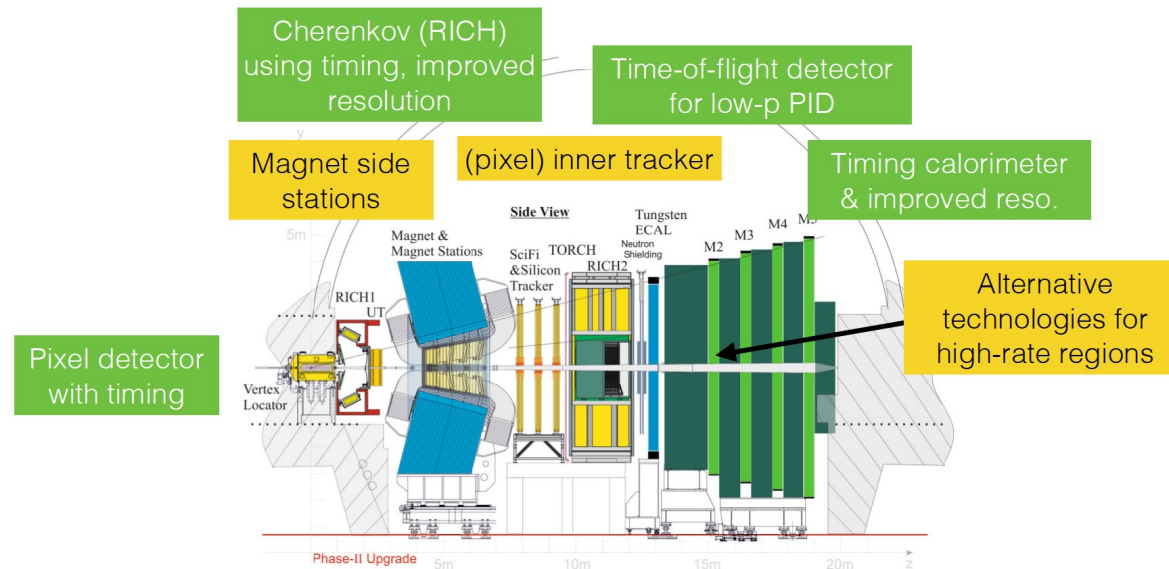 Cherenkov (RICH)
using timing, improved
resolution
Time-of-flight detector
for low-p PID
Magnet side
stations
(pixel) inner tracker
Timing calorimeter
& improved reso.
Alternative
technologies for
high-rate regions
Pixel detector
with timing
y
5m
Side View
Magnet &
Magnet Stations
SciFi
&Silicon
Tracker
TORCH
RICH2
Tungsten
ECAL
Neutron
Shielding
M2
M3
M4
M5
RICH1
UT
Vertex
Locator
Phase-II Upgrade
5m
10m
15m
20m
z